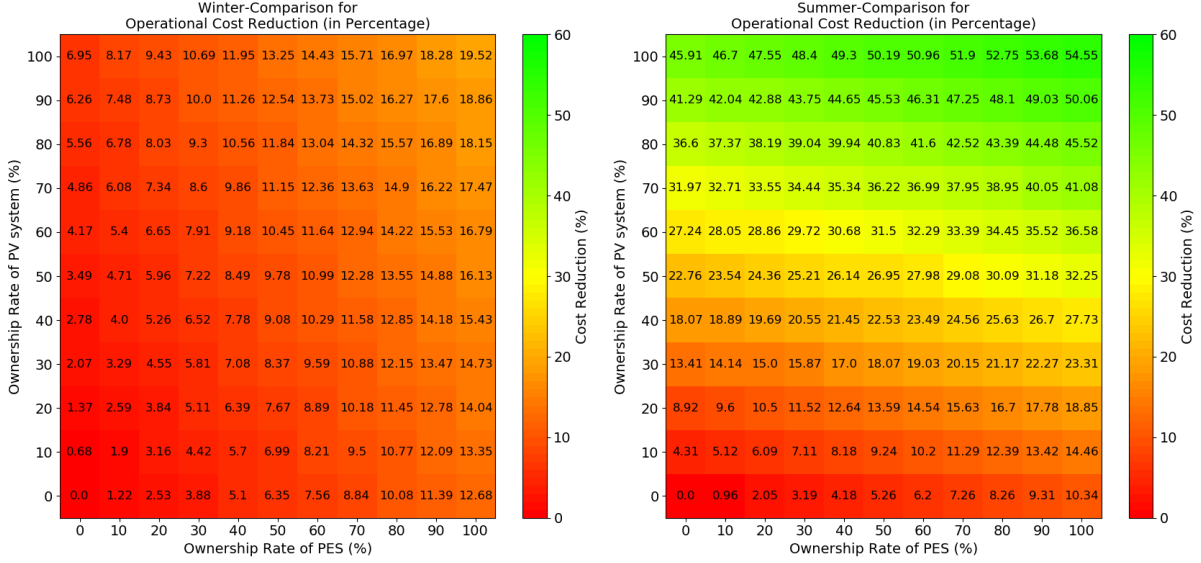 Winter-Comparison for
Operational Cost Reduction (in Percentage)
Ownership Rate of PV system (%)
100 6.95 8.17 9.43 10.69 11.95 13.25 14.43 15.71 16.97 18.28 19.52
90 6.26 7.48 8.73 10.0 11.26 12.54 13.73 15.02 16.27 17.6 18.86
80 5.56 6.78 8.03 9.3 10.56 11.84 13.04 14.32 15.57 16.89 18.15
70 4.86 6.08 7.34 8.6 9.86 11.15 12.36 13.63 14.9 16.22 17.47
60 4.17 5.4 6.65 7.91 9.18 10.45 11.64 12.94 14.22 15.53 16.79
50 3.49 4.71 5.96 7.22 8.49 9.78 10.99 12.28 13.55 14.88 16.13
40 2.78 4.0 5.26 6.52 7.78 9.08 10.29 11.58 12.85 14.18 15.43
30 2.07 3.29 4.55 5.81 7.08 8.37 9.59 10.88 12.15 13.47 14.73
20 1.37 2.59 3.84 5.11 6.39 7.67 8.89 10.18 11.45 12.78 14.04
10 0.68 1.9 3.16 4.42 5.7 6.99 8.21 9.5 10.77 12.09 13.35
0 0.0 1.22 2.53 3.88 5.1 6.35 7.56 8.84 10.08 11.39 12.68
0 10 20 30 40 50 60 70 80 90 100
Ownership Rate of PES (%)
60
50
40
30
20
10
0
Cost Reduction (%)
Summer-Comparison for
Operational Cost Reduction (in Percentage)
Ownership Rate of PV system (%)
100 45.91 46.7 47.55 48.4 49.3 50.19 50.96 51.9 52.75 53.68 54.55
90 41.29 42.04 42.88 43.75 44.65 45.53 46.31 47.25 48.1 49.03 50.06
80 36.6 37.37 38.19 39.04 39.94 40.83 41.6 42.52 43.39 44.48 45.52
70 31.97 32.71 33.55 34.44 35.34 36.22 36.99 37.95 38.95 40.05 41.08
60 27.24 28.05 28.86 29.72 30.68 31.5 32.29 33.39 34.45 35.52 36.58
50 22.76 23.54 24.36 25.21 26.14 26.95 27.98 29.08 30.09 31.18 32.25
40 18.07 18.89 19.69 20.55 21.45 22.53 23.49 24.56 25.63 26.7 27.73
30 13.41 14.14 15.0 15.87 17.0 18.07 19.03 20.15 21.17 22.27 23.31
20 8.92 9.6 10.5 11.52 12.64 13.59 14.54 15.63 16.7 17.78 18.85
10 4.31 5.12 6.09 7.11 8.18 9.24 10.2 11.29 12.39 13.42 14.46
0 0.0 0.96 2.05 3.19 4.18 5.26 6.2 7.26 8.26 9.31 10.34
0 10 20 30 40 50 60 70 80 90 100
Ownership Rate of PES (%)
60
50
40
30
20
10
0
Cost Reduction (%)